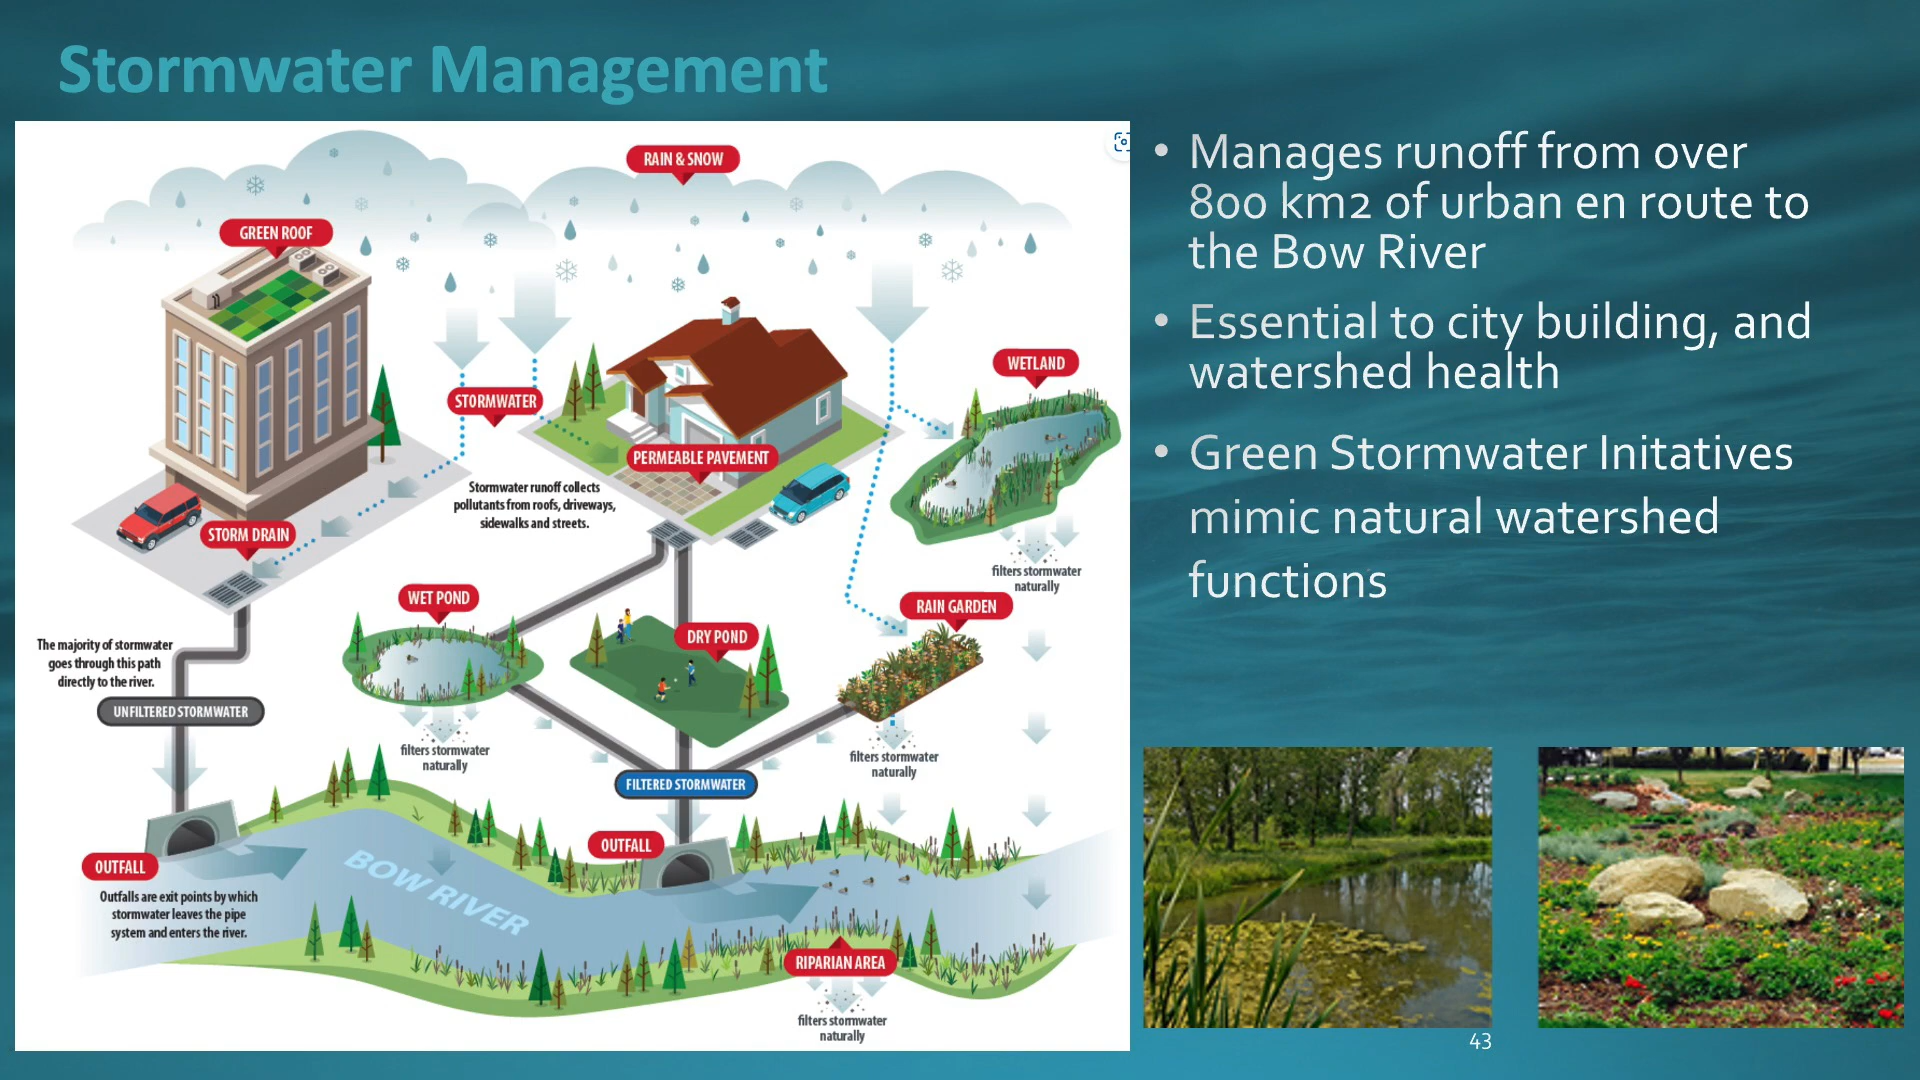 Stormwater Management
RAIN & SNOW
GREEN ROOF
WETLAND
STORMWATER
PERMEABLE PAVEMENT
Stormwater runoff collects
pollutants from roofs, driveways,
sidewalks and streets.
STORM DRAIN
filters stormwater
naturally
WET POND
RAIN GARDEN
DRY POND
The majority of stormwater
goes through this path
directly to the river.
UNFILTERED STORMWATER
filters stormwater
naturally
filters stormwater
naturally
FILTERED STORMWATER
OUTFALL
OUTFALL
BOW RIVER
Outfalls are exit points by which
stormwater leaves the pipe
system and enters the river.
RIPARIAN AREA
filters stormwater
naturally
• Manages runoff from over
800 km2 of urban en route to
the Bow River
• Essential to city building, and
watershed health
• Green Stormwater Initatives
mimic natural watershed
functions
43